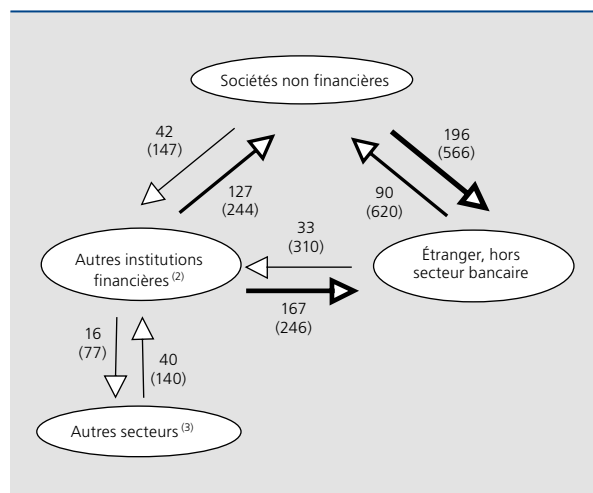 Sociétés non financières
42
(147)
196
(566)
127
(244)
90
(620)
33
(310)
Autres institutions
financières (2)
Étranger, hors
secteur bancaire
167
(246)
16
(77)
40
(140)
Autres secteurs (3)